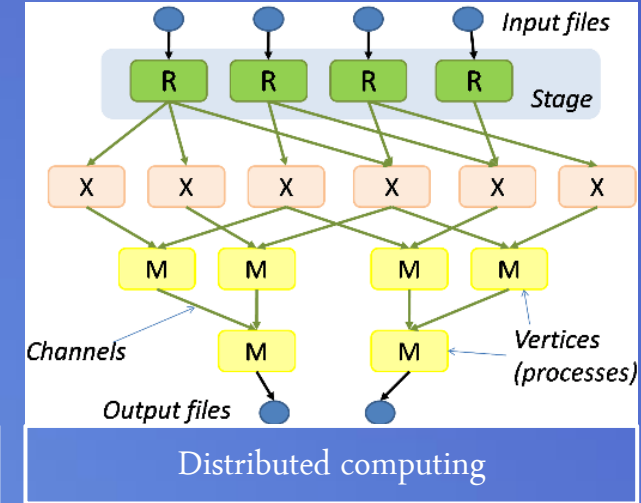 Input files
R R R R
Stage
X X X X X X
M M M M
Channels
M M
Vertices
(processes)
Output files
Distributed computing